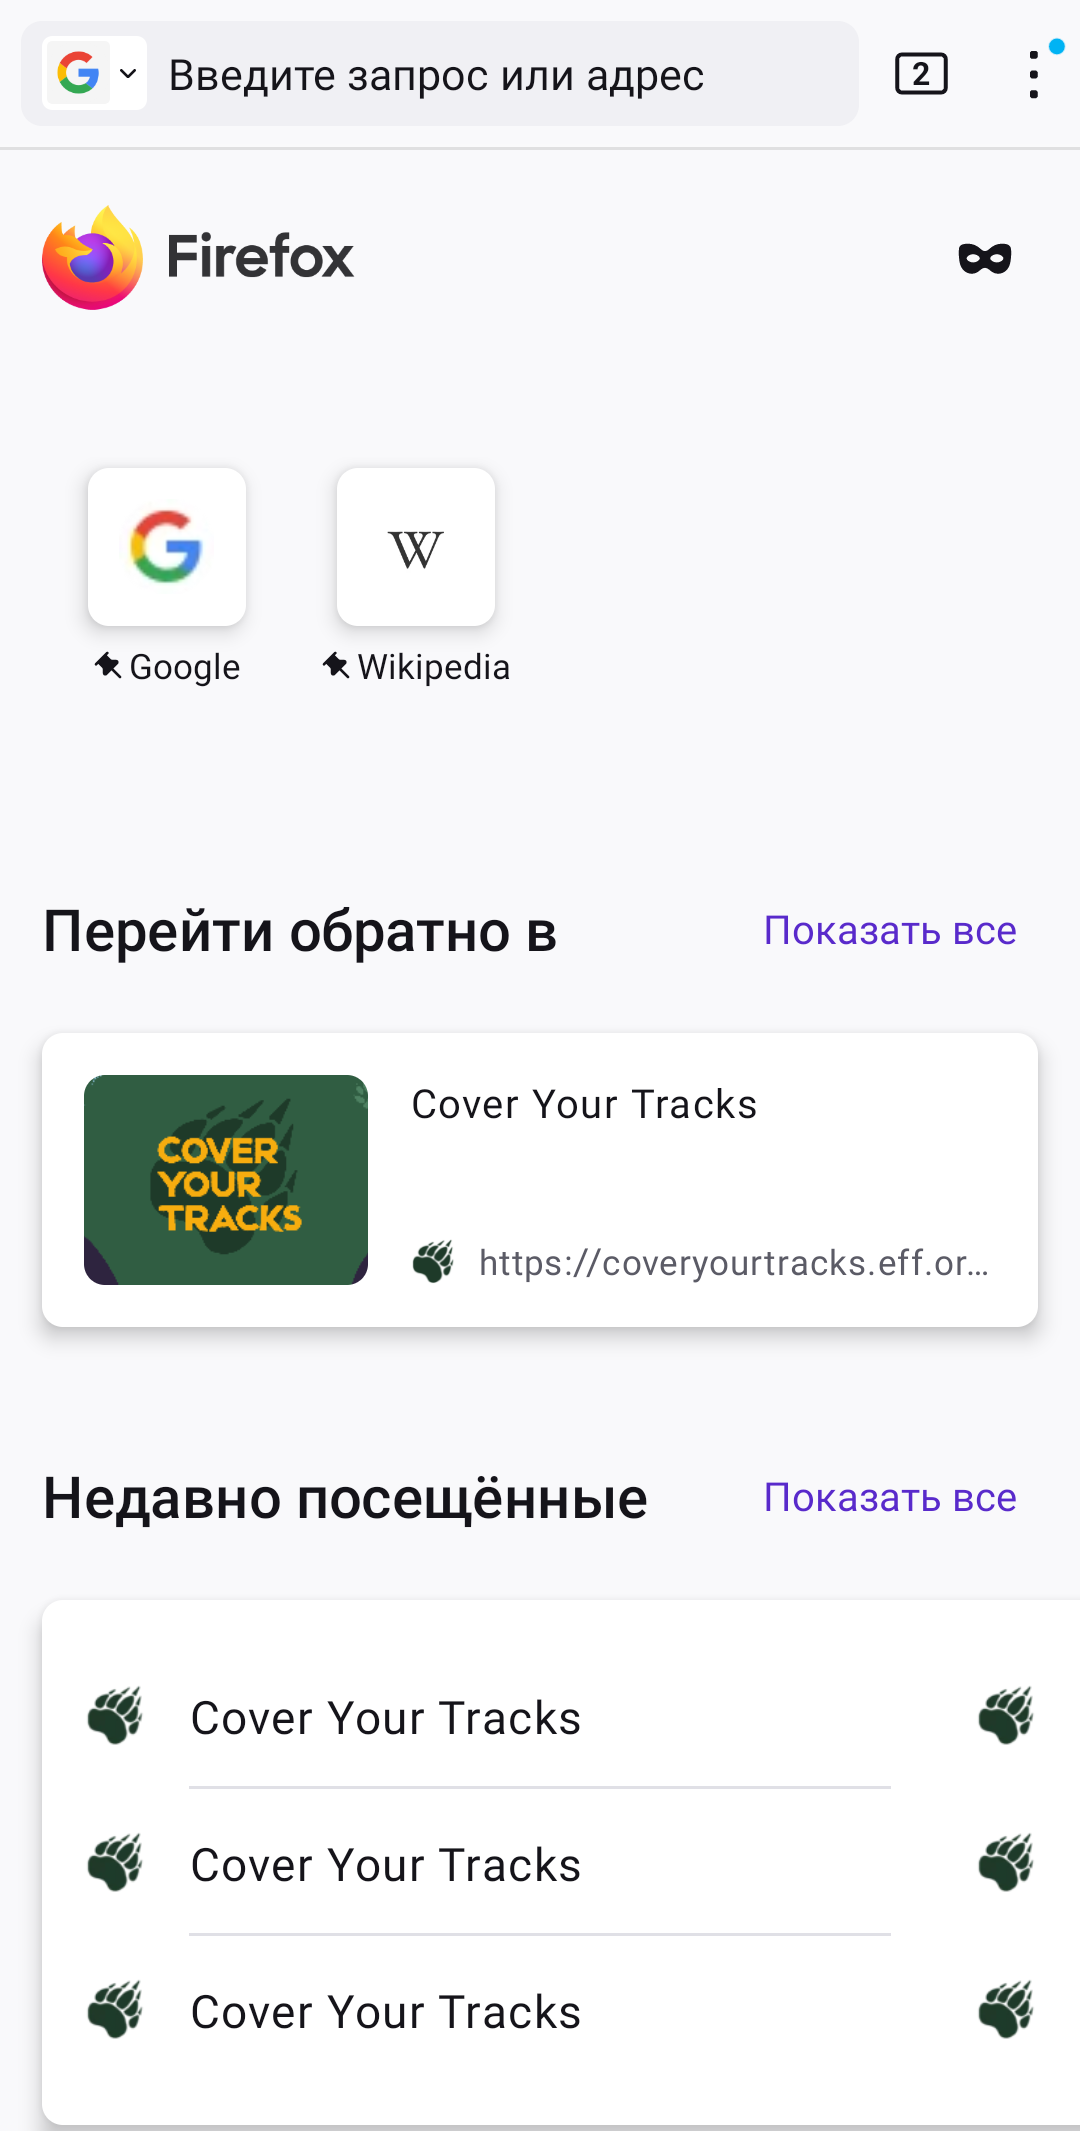 Введите запрос или адрес
2
Firefox
W
Google
Wikipedia
Перейти обратно в
Показать все
COVER
YOUR
TRACKS
Cover Your Tracks
https://coveryourtracks.eff.or...
Недавно посещённые
Показать все
Cover Your Tracks
Cover Your Tracks
Cover Your Tracks